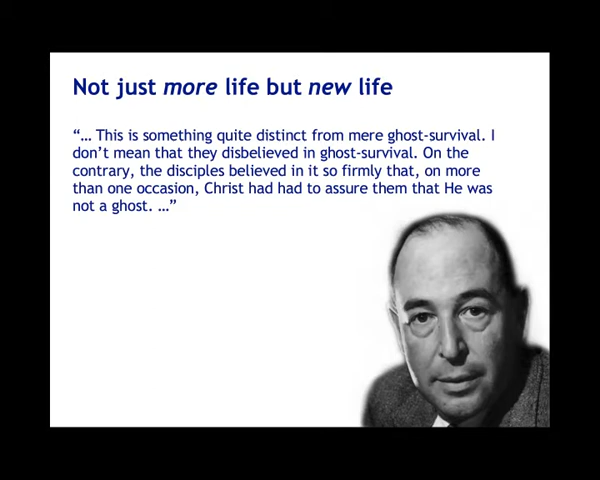 Not just more life but new life
“… This is something quite distinct from mere ghost-survival. I
don’t mean that they disbelieved in ghost-survival. On the
contrary, the disciples believed in it so firmly that, on more
than one occasion, Christ had had to assure them that He was
not a ghost. …”